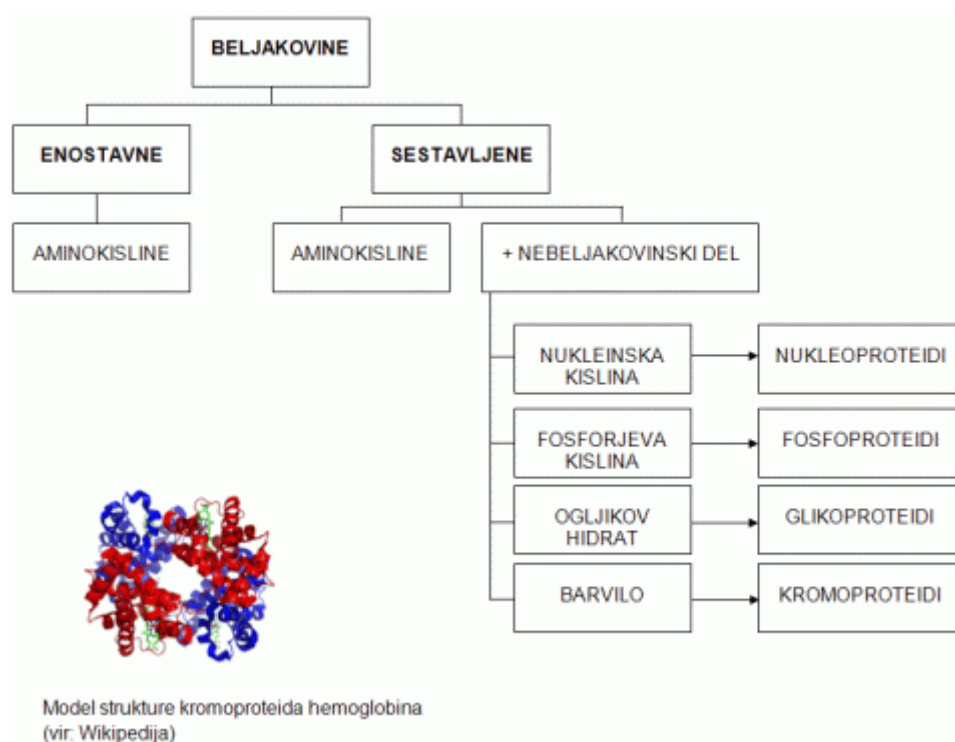 BELJAKOVINE
ENOSTAVNE
SESTAVLJENE
AMINOKISLINE
AMINOKISLINE
+ NEBELJAKOVINSKI DEL
NUKLEINSKA
KISLINA
NUKLEOPROTEIDI
FOSFORJEVA
KISLINA
FOSFOPROTEIDI
OGLJIKOV
HIDRAT
GLIKOPROTEIDI
BARVILO
KROMOPROTEIDI
Model strukture kromoproteida hemoglobina
(vir: Wikipedija)